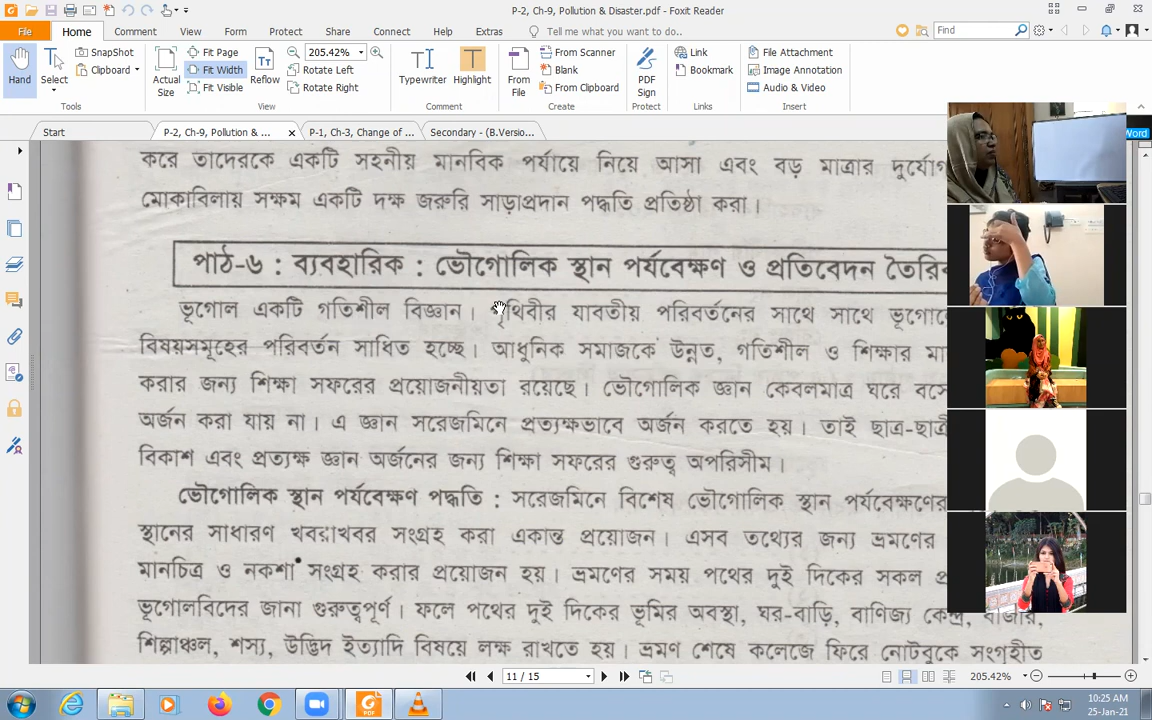 P-2, Ch-9, Pollution & Disaster.pdf - Foxit Reader
File Home Comment View Form Protect Share Connect Help Extras Tell me what you want to do.. Find
Hand
Select
SnapShot
Clipboard
Actual Size
Fit Page
Fit Width
Fit Visible
Reflow
205.42%
Rotate Left
Rotate Right
Typewriter
Highlight
From File
From Scanner
Blank
From Clipboard
PDF Sign
Link
Bookmark
File Attachment
Image Annotation
Audio & Video
Tools View Comment Create Protect Links Insert
Start P-2, Ch-9, Pollution & ... P-1, Ch-3, Change of ... Secondary - (B.Versio...
Word
করে তাদেরকে একটি সহনীয় মানবিক পর্যায়ে নিয়ে আসা এবং বড় মাত্রার
মোকাবিলায় সক্ষম একটি দক্ষ জরুরি সাড়াপ্রদান পদ্ধতি প্রতিষ্ঠা করা।
পাঠ-৬ : ব্যবহারিক : ভৌগোলিক স্থান পর্যবেক্ষণ ও প্রতিবেদন
ভূগোল একটি গতিশীল বিজ্ঞান। পৃথিবীর যাবতীয় পরিবর্তনের সাথে সাথে
বিষয়সমূহের পরিবর্তন সাধিত হচ্ছে। আধুনিক সমাজকে উন্নত, গতিশীল ও শিক্ষার
করার জন্য শিক্ষা সফরের প্রয়োজনীয়তা রয়েছে। ভৌগোলিক জ্ঞান কেবলমাত্র ঘরে বসে
অর্জন করা যায় না। এ জ্ঞান সরেজমিনে প্রত্যক্ষভাবে অর্জন করতে হয়। তাই
বিকাশ এবং প্রত্যক্ষ জ্ঞান অর্জনের জন্য শিক্ষা সফরের গুরুত্ব অপরিসীম।
ভৌগোলিক স্থান পর্যবেক্ষণ পদ্ধতি : সরেজমিনে বিশেষ ভৌগোলিক স্থান পর্যবেক্ষণের
স্থানের সাধারণ খবরাখবর সংগ্রহ করা একান্ত প্রয়োজন। এসব তথ্যের জন্য ভ্রমণের
মানচিত্র ও নকশা সংগ্রহ করার প্রয়োজন হয়। ভ্রমণের সময় পথের দুই দিকের সকল
ভূগোলবিদের জানা গুরুত্বপূর্ণ। ফলে পথের দুই দিকের ভূমির অবস্থা, ঘর-বাড়ি, বাণিজ্য কেন্দ্র, বাজার,
শিল্পাঞ্চল, শস্য, উদ্ভিদ ইত্যাদি বিষয়ে লক্ষ রাখতে হয়। ভ্রমণ শেষে কলেজে ফিরে নোটবুকে সংগৃহীত
11 / 15
205.42%
10:25 AM
25-Jan-21